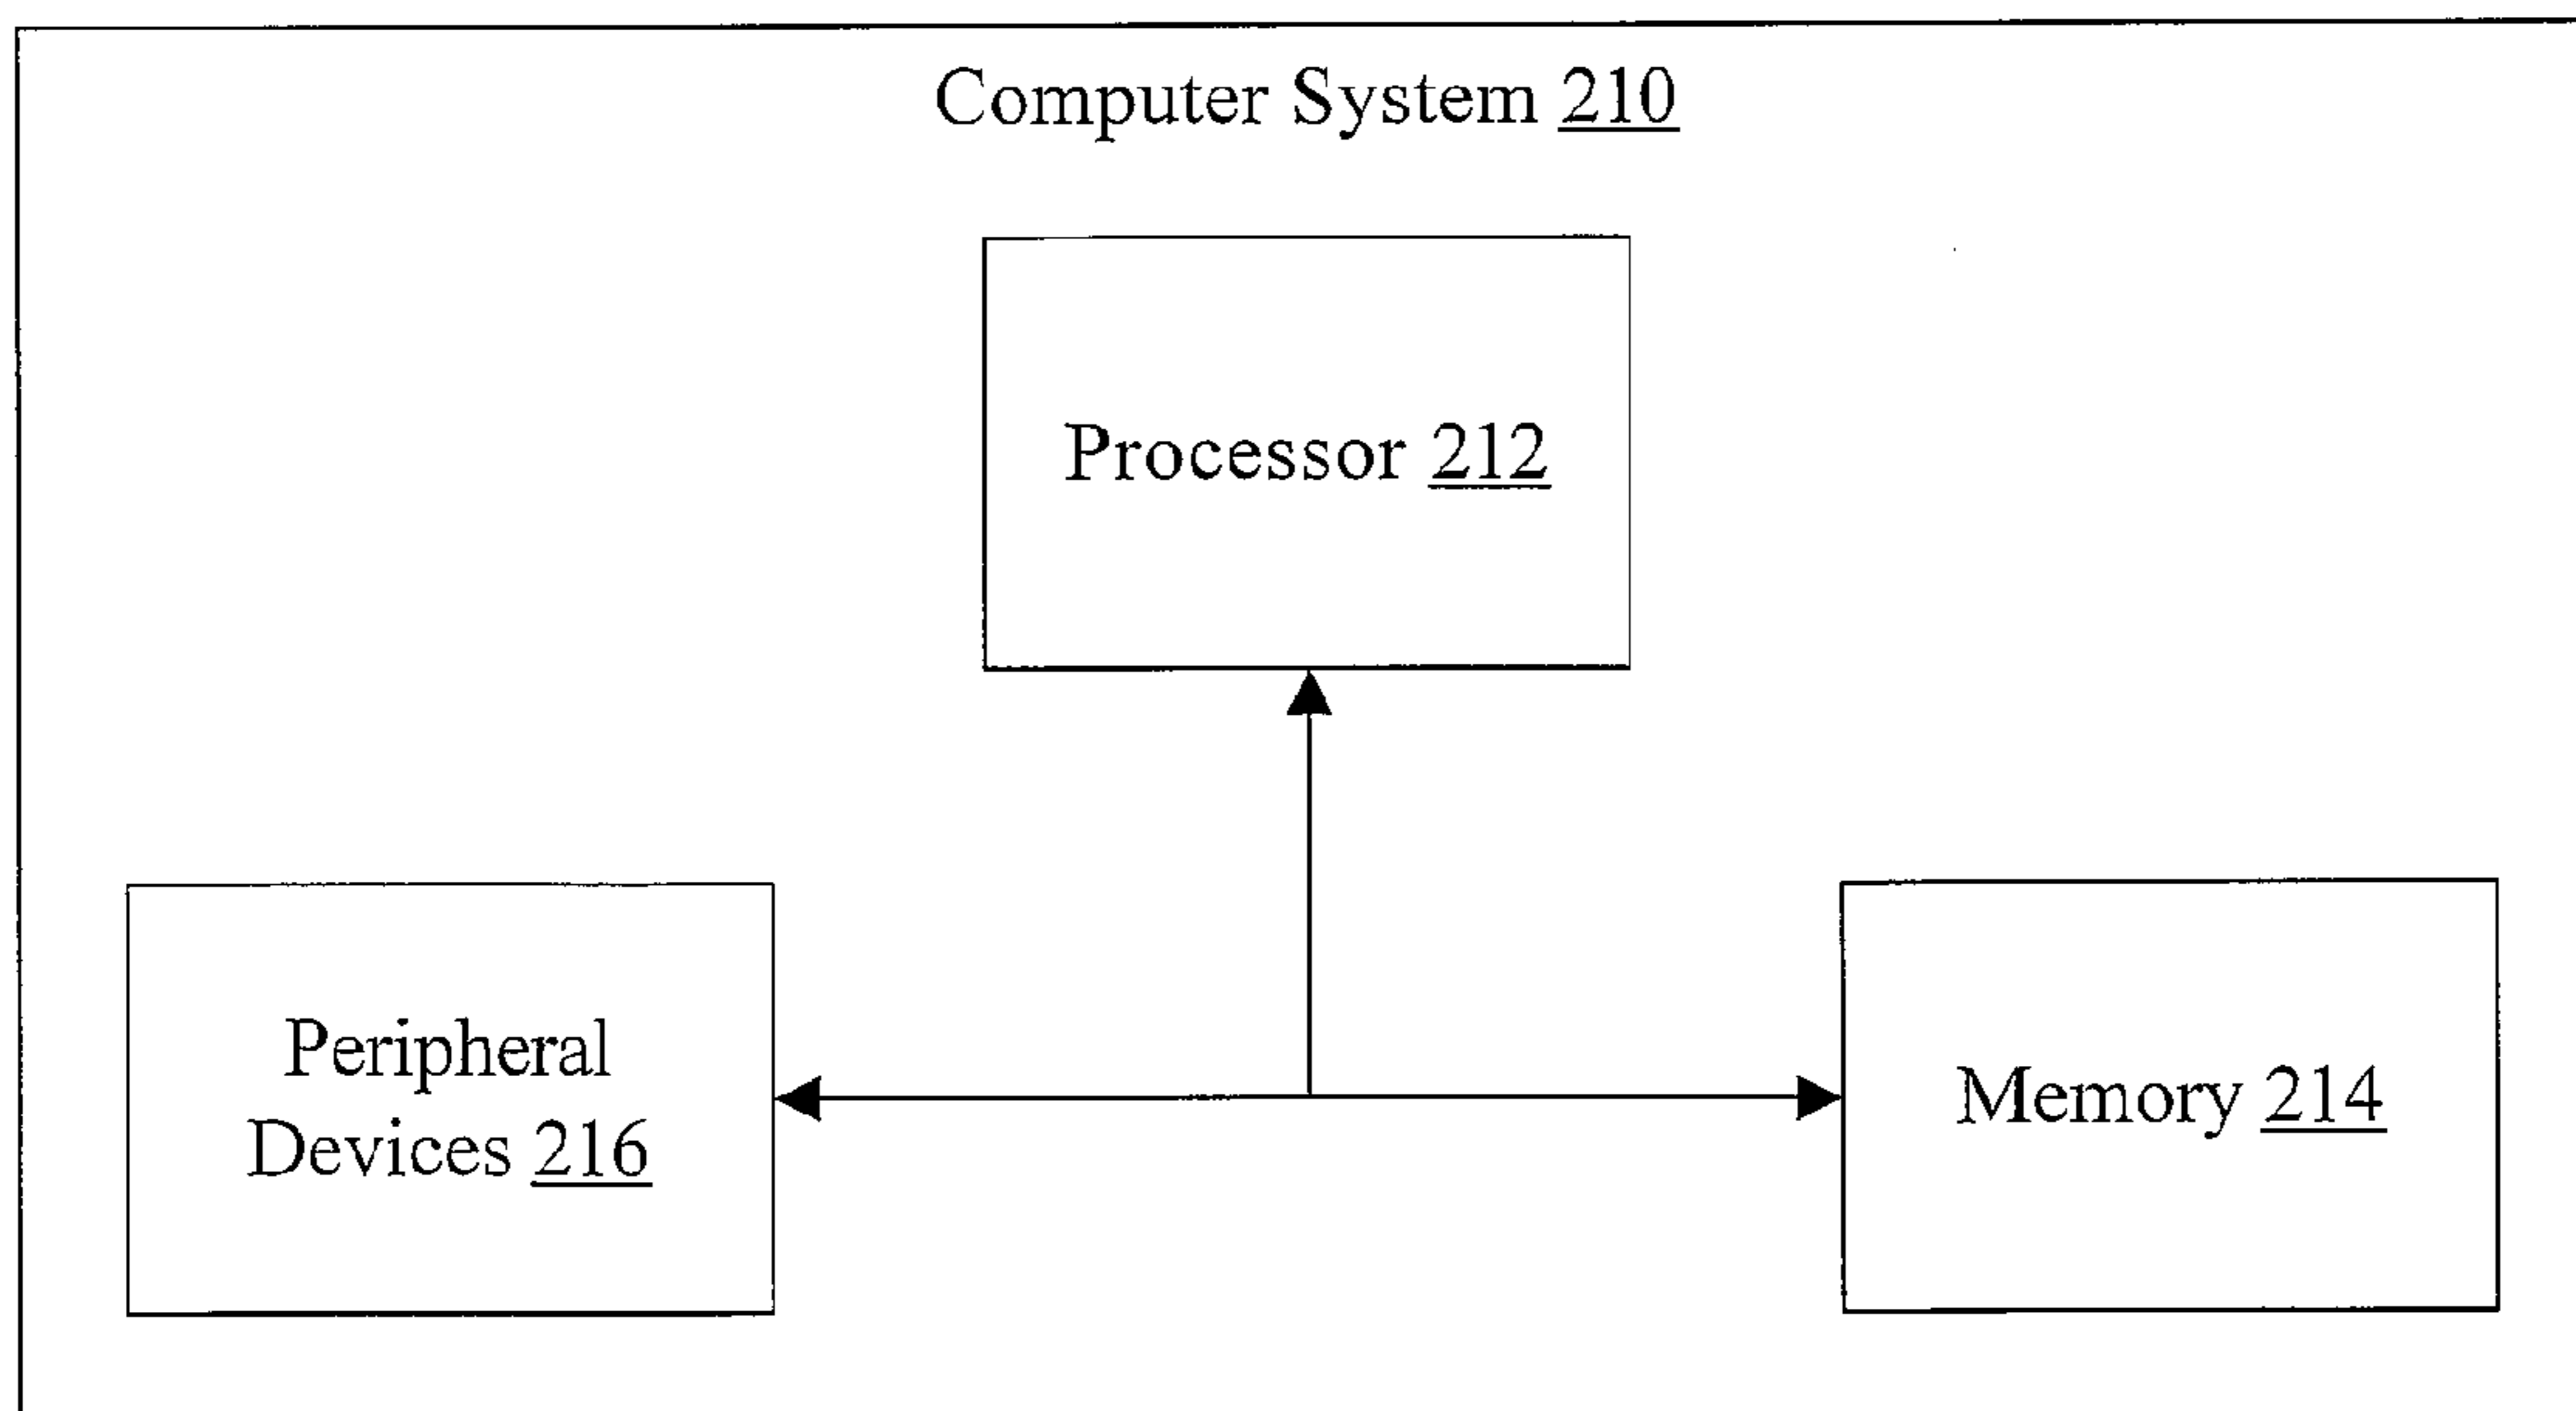 Computer System 210
Processor 212
Peripheral
Devices 216
Memory 214